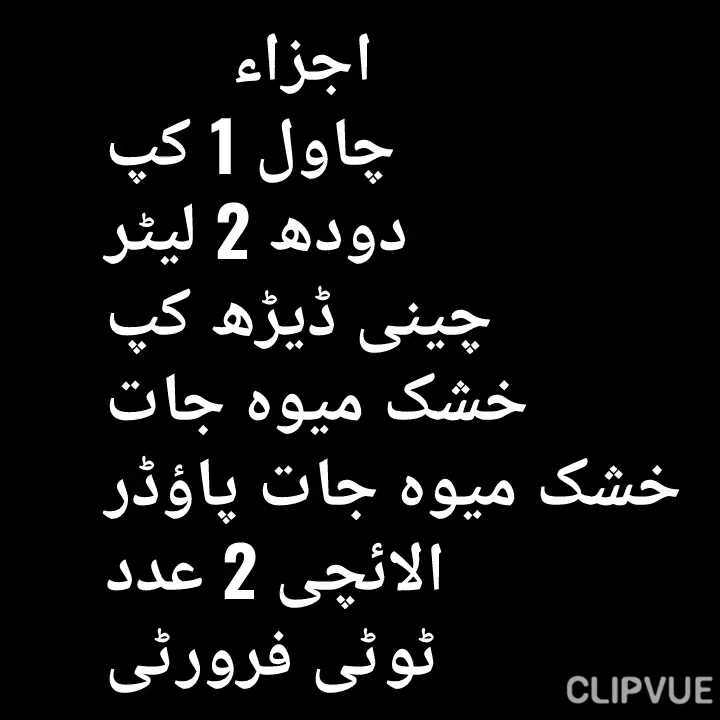 اجزاء
چاول 1 کپ
دودھ 2 لیٹر
چینی ڈیڑھ کپ
خشک میوہ جات
خشک میوہ جات پاؤڈر
الائچی 2 عدد
ٹوٹی فرورٹی
CLIPVUE